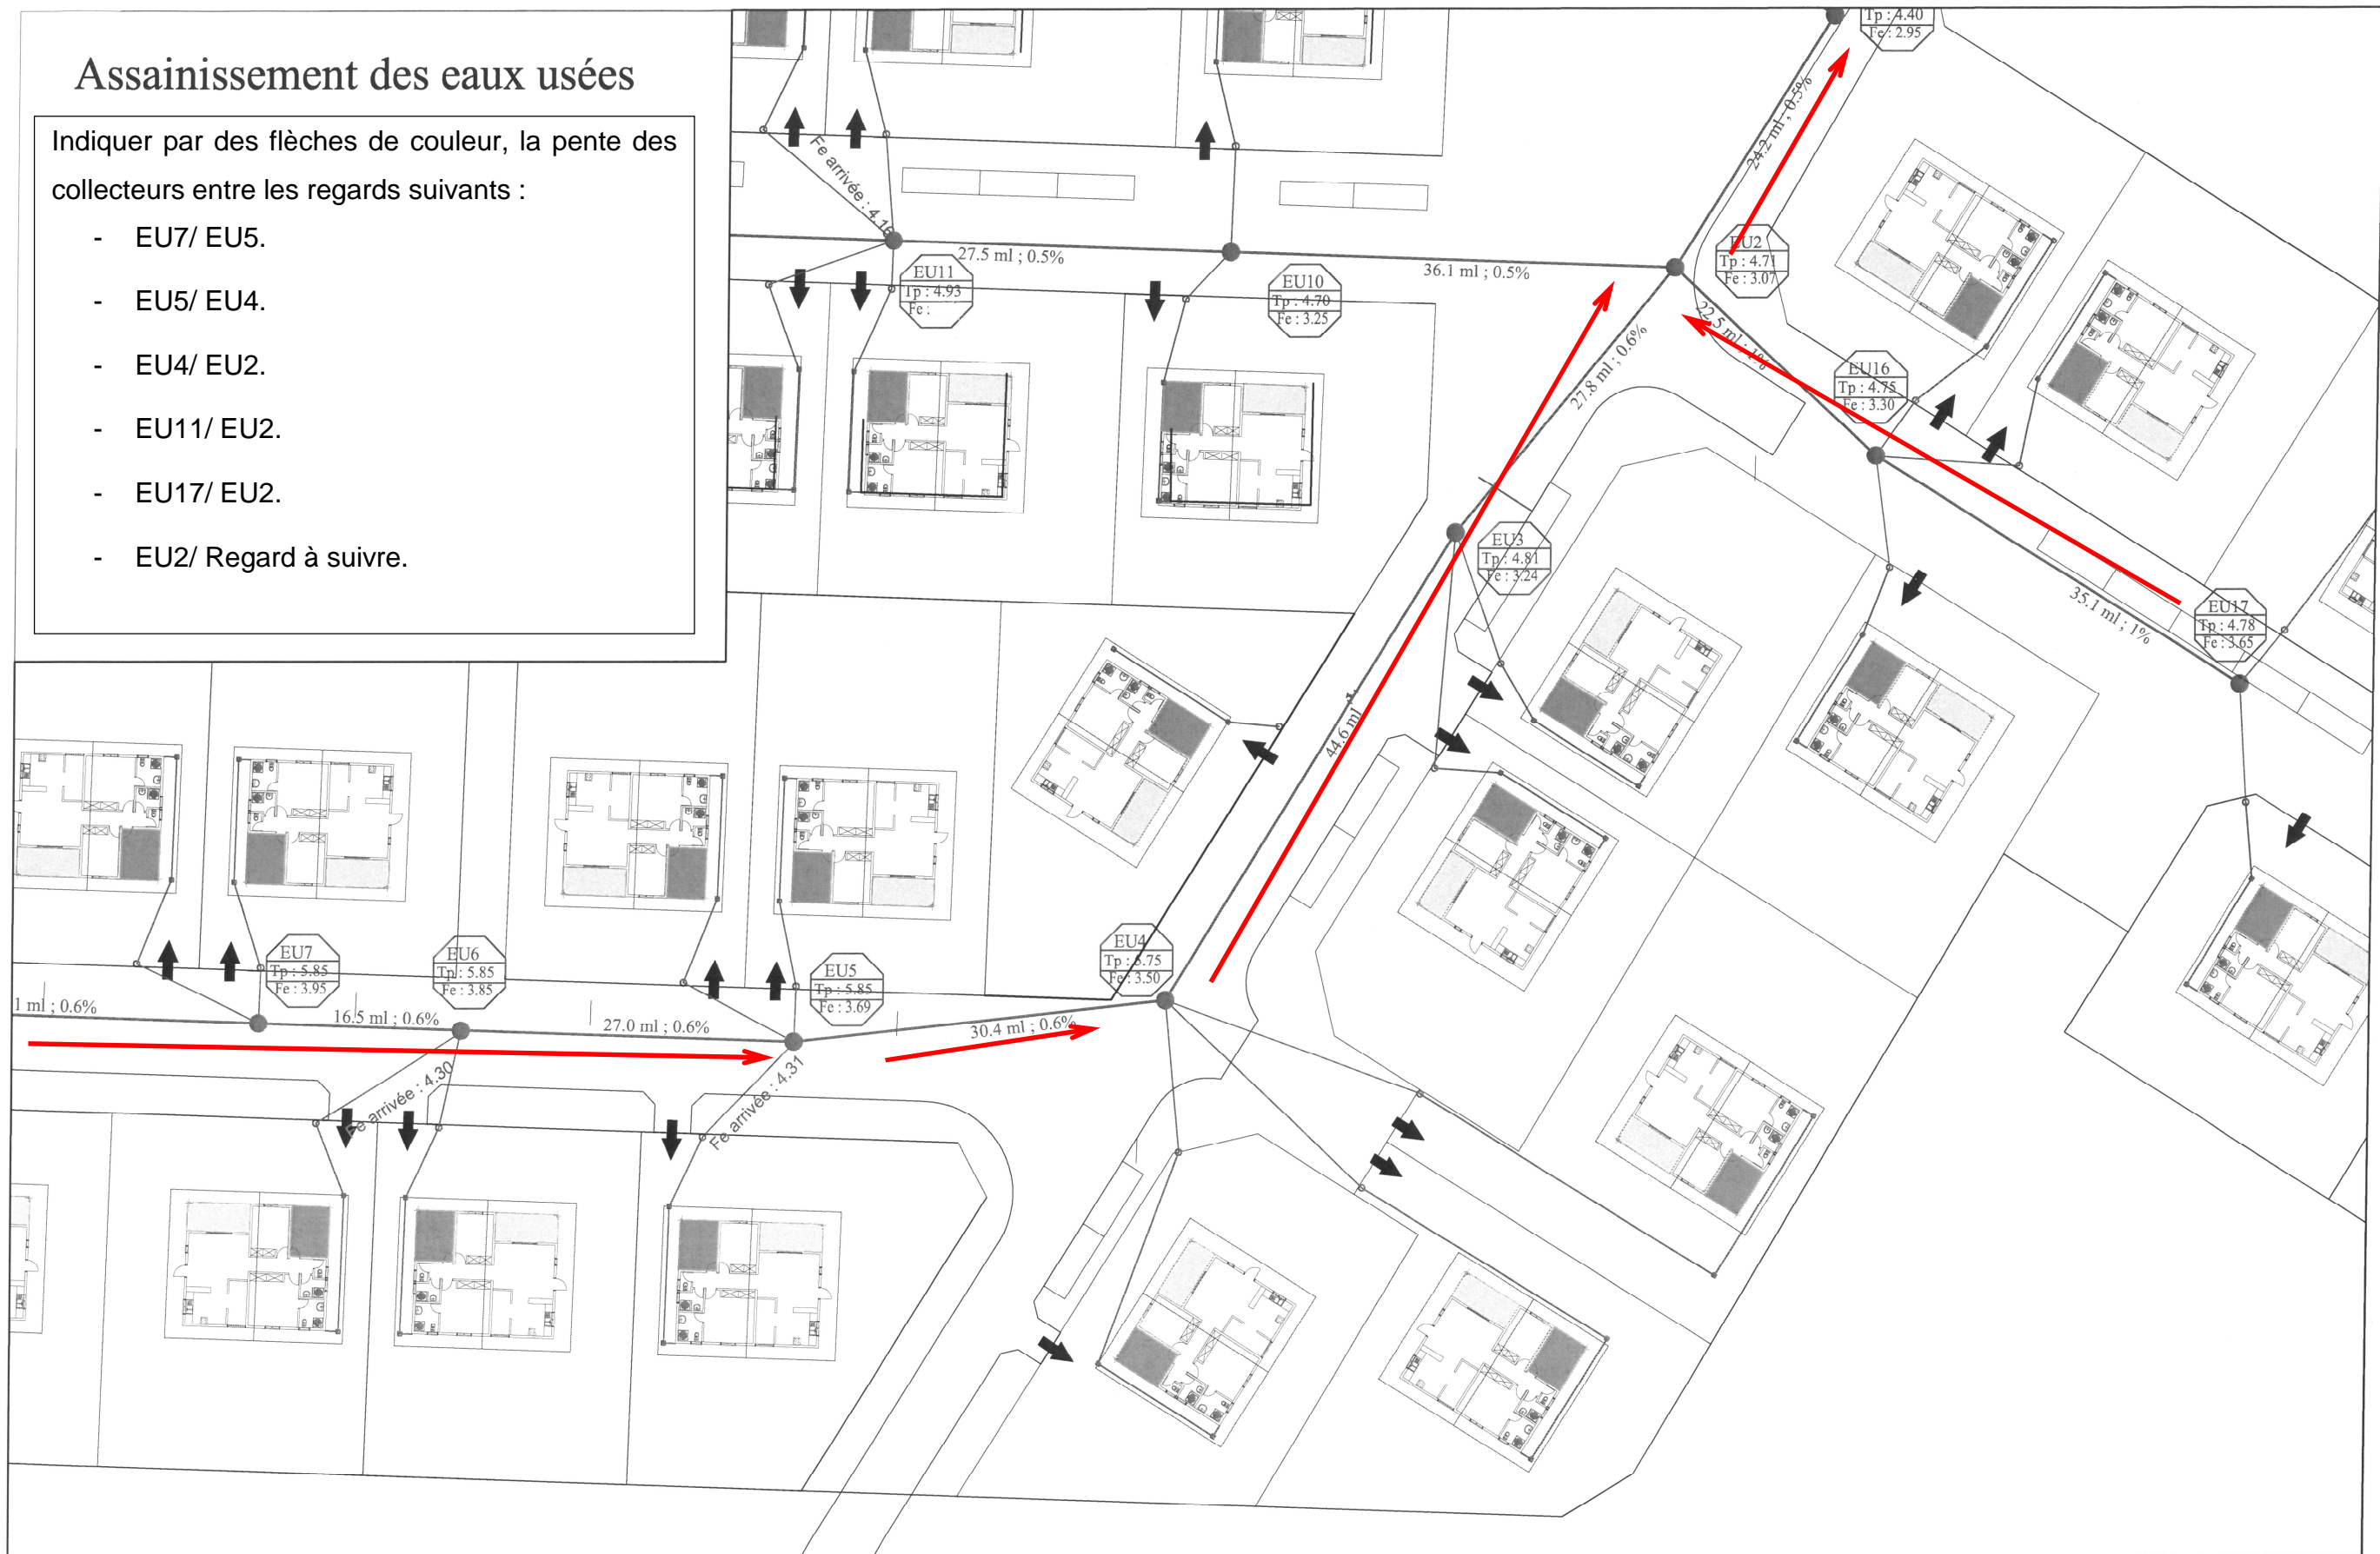 Assainissement des eaux usées
Indiquer par des flèches de couleur, la pente des
collecteurs entre les regards suivants :
- EU7/ EU5.
- EU5/ EU4.
- EU4/ EU2.
- EU11/ EU2.
- EU17/ EU2.
- EU2/ Regard à suivre.
Tp : 4.40
Fe : 2.95
24.2 ml ; 0.5%
Fe arrivée : 4.16
27.5 ml ; 0.5%
EU11
Tp : 4.93
Fe :
EU10
Tp : 4.70
Fe : 3.25
36.1 ml ; 0.5%
EU2
Tp : 4.71
Fe : 3.07
22.5 ml ; 1%
27.8 ml ; 0.6%
EU16
Tp : 4.75
Fe : 3.30
EU3
Tp : 4.81
Fe : 3.24
35.1 ml ; 1%
EU17
Tp : 4.78
Fe : 3.65
44.6 ml
EU7
Tp : 5.85
Fe : 3.95
EU6
Tp : 5.85
Fe : 3.85
EU5
Tp : 5.85
Fe : 3.69
EU4
Tp : 5.75
Fe : 3.50
1 ml ; 0.6%
16.5 ml ; 0.6%
27.0 ml ; 0.6%
30.4 ml ; 0.6%
Fe arrivée : 4.30
Fe arrivée : 4.31